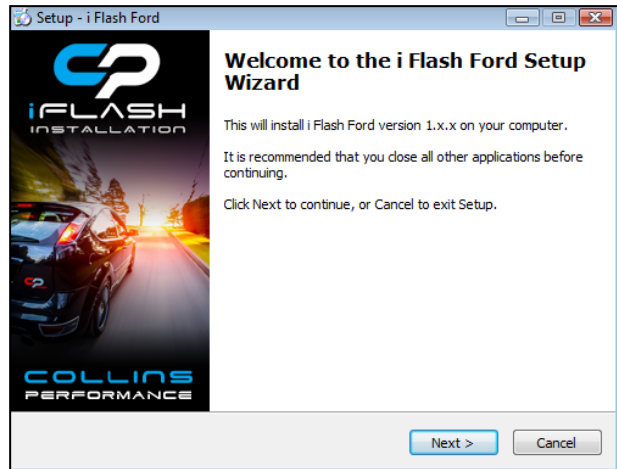 Setup - i Flash Ford
CP
iFLASH
INSTALLATION
Welcome to the i Flash Ford Setup
Wizard
This will install i Flash Ford version 1.x.x on your computer.
It is recommended that you close all other applications before
continuing.
Click Next to continue, or Cancel to exit Setup.
CP
COLLINS
PERFORMANCE
Next >
Cancel